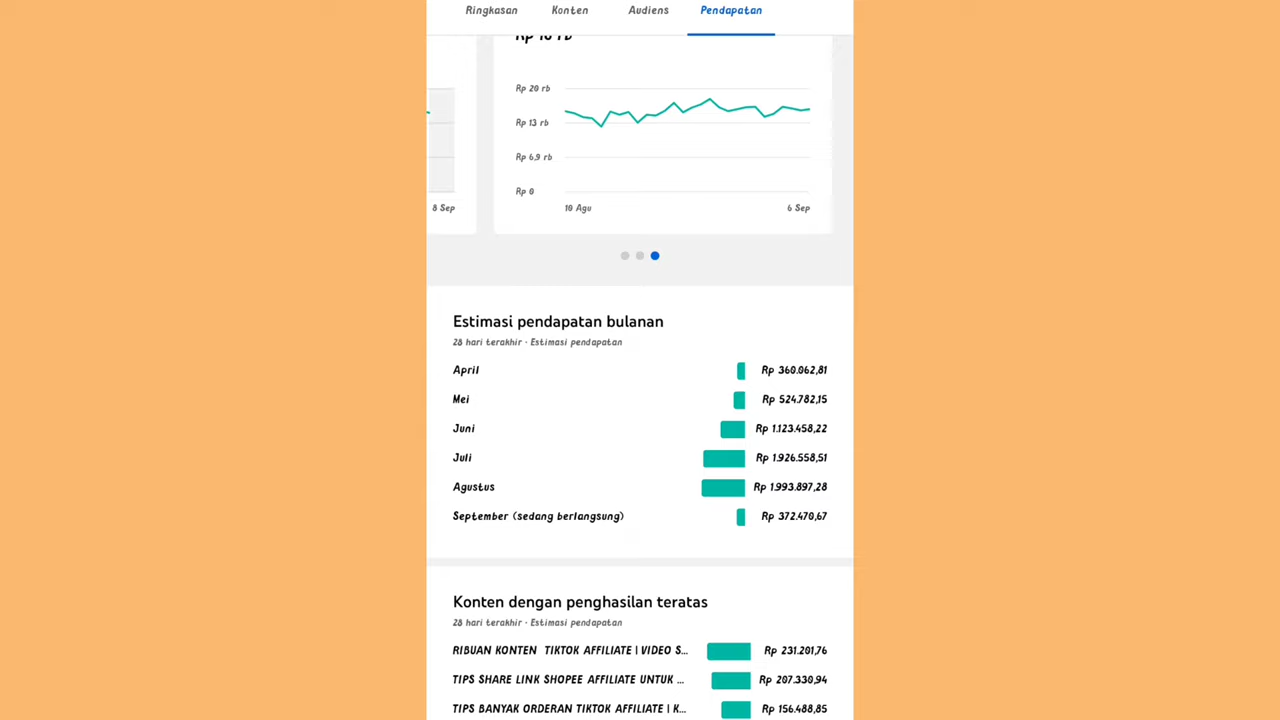 Ringkasan Konten Audiens Pendapatan
Rp 16 rb
Rp 20 rb
Rp 13 rb
Rp 6,9 rb
Rp 0
8 Sep
10 Agu 6 Sep
Estimasi pendapatan bulanan
28 hari terakhir · Estimasi pendapatan
April Rp 360.062,81
Mei Rp 524.782,15
Juni Rp 1.123.458,22
Juli Rp 1.926.558,51
Agustus Rp 1.993.897,28
September (sedang berlangsung) Rp 372.470,67
Konten dengan penghasilan teratas
28 hari terakhir · Estimasi pendapatan
RIBUAN KONTEN TIKTOK AFFILIATE | VIDEO S... Rp 231.201,76
TIPS SHARE LINK SHOPEE AFFILIATE UNTUK ... Rp 207.330,94
TIPS BANYAK ORDERAN TIKTOK AFFILIATE | K... Rp 156.488,85